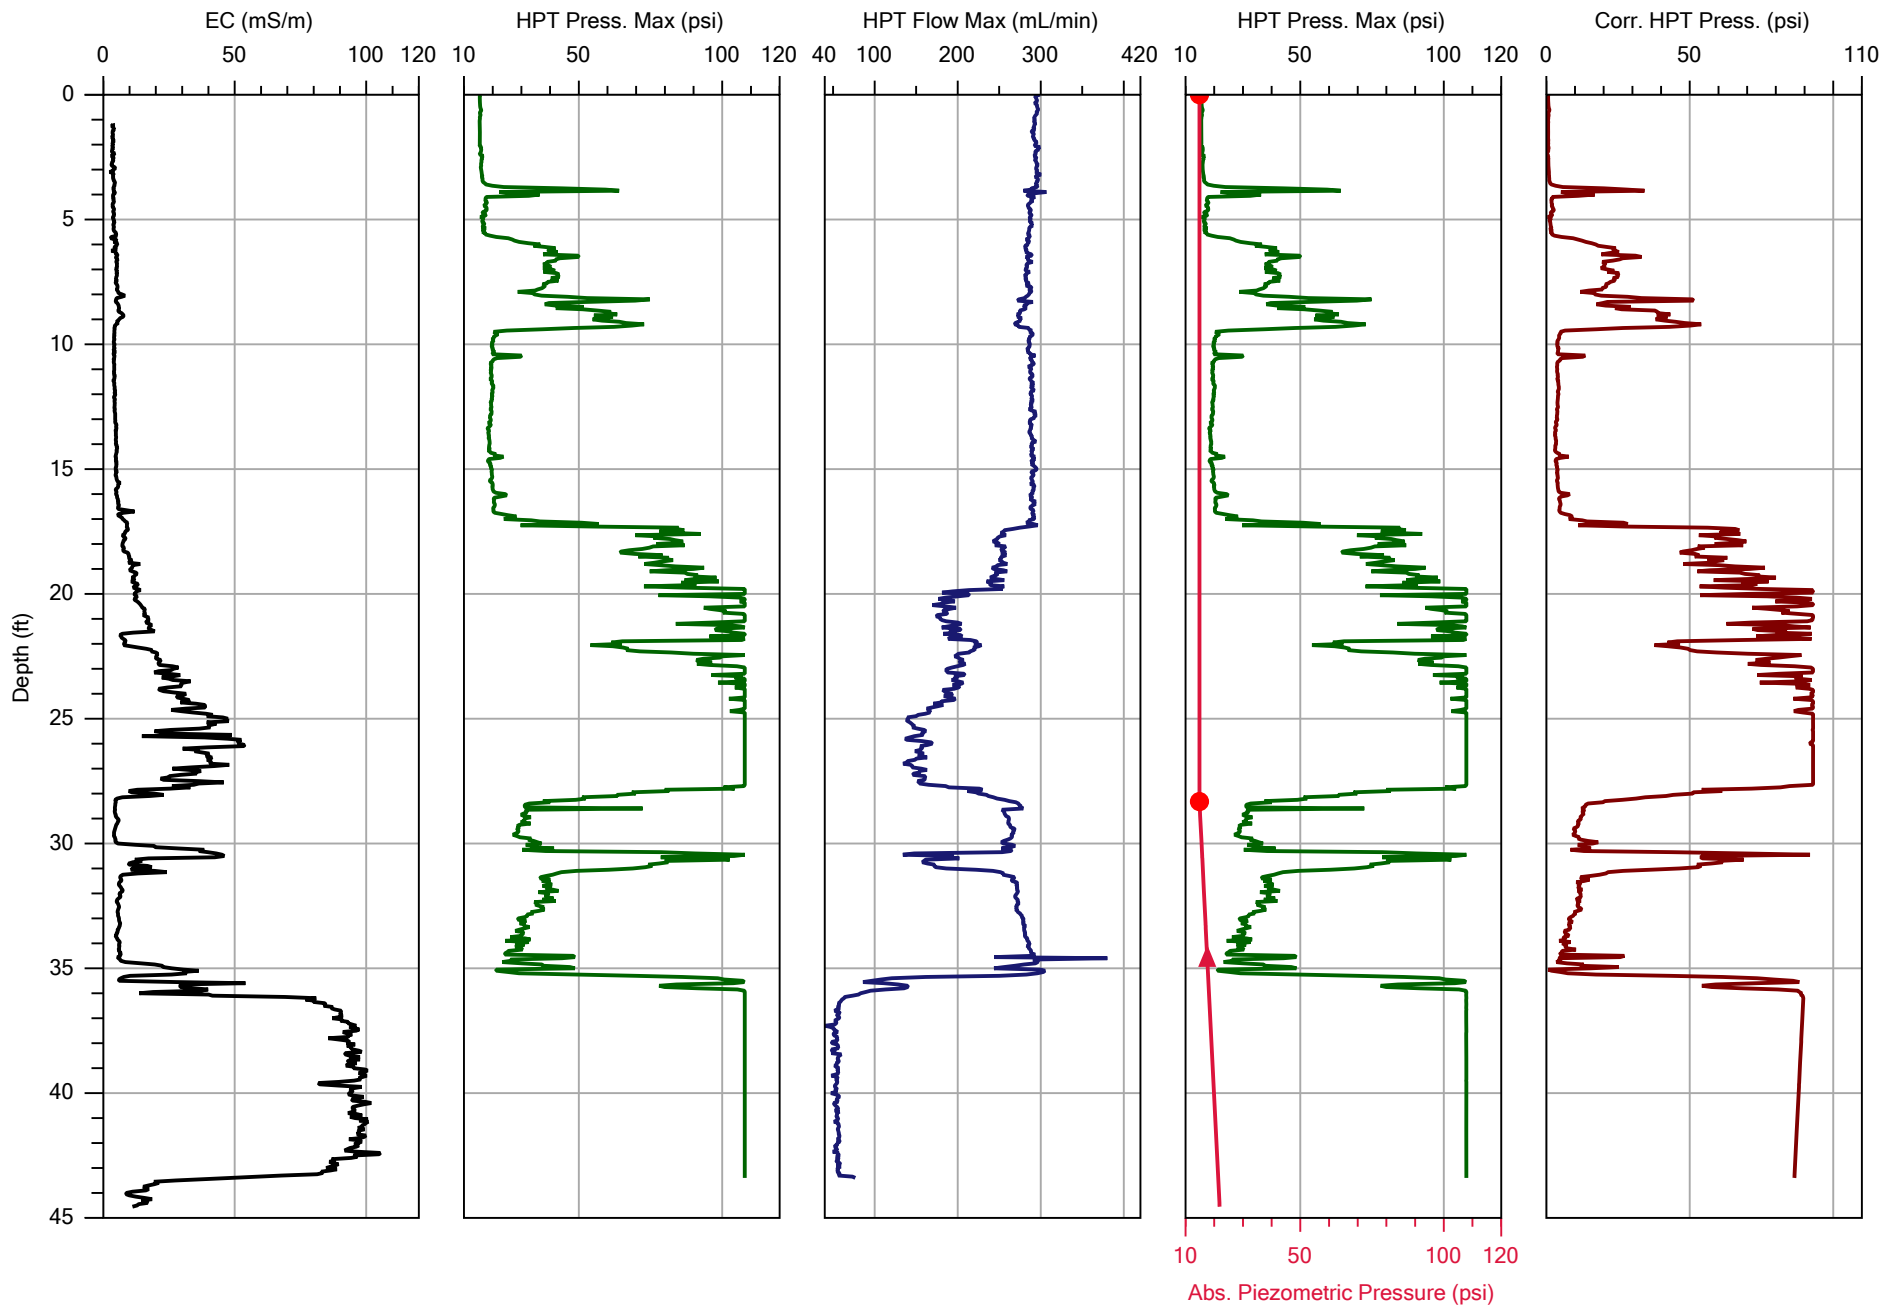 EC (mS/m) HPT Press. Max (psi) HPT Flow Max (mL/min) HPT Press. Max (psi) Corr. HPT Press. (psi)
0 50 100 120 10 50 100 120 40 100 200 300 420 10 50 100 120 0 50 110
0
5
10
15
20
25
30
35
40
45
Depth (ft)
10 50 100 120
Abs. Piezometric Pressure (psi)